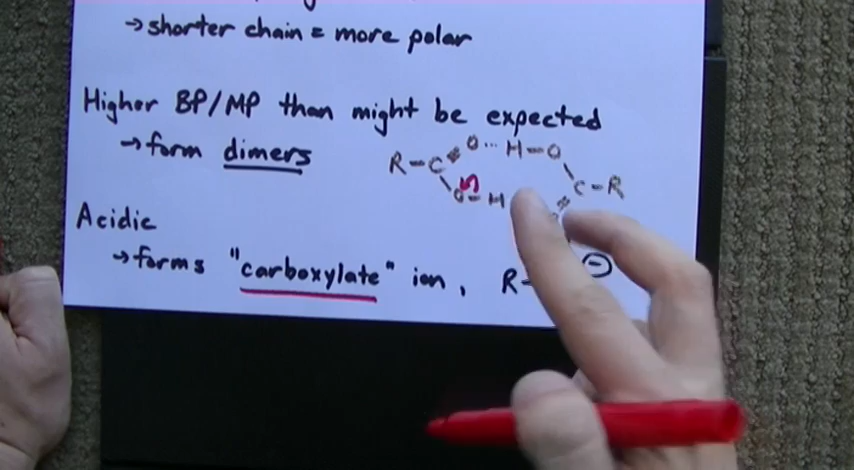 → shorter chain = more polar
Higher BP/MP than might be expected
→ form dimers
O ... H-O
R-C
C-R
O-H
Acidic
→ forms "carboxylate" ion, R-